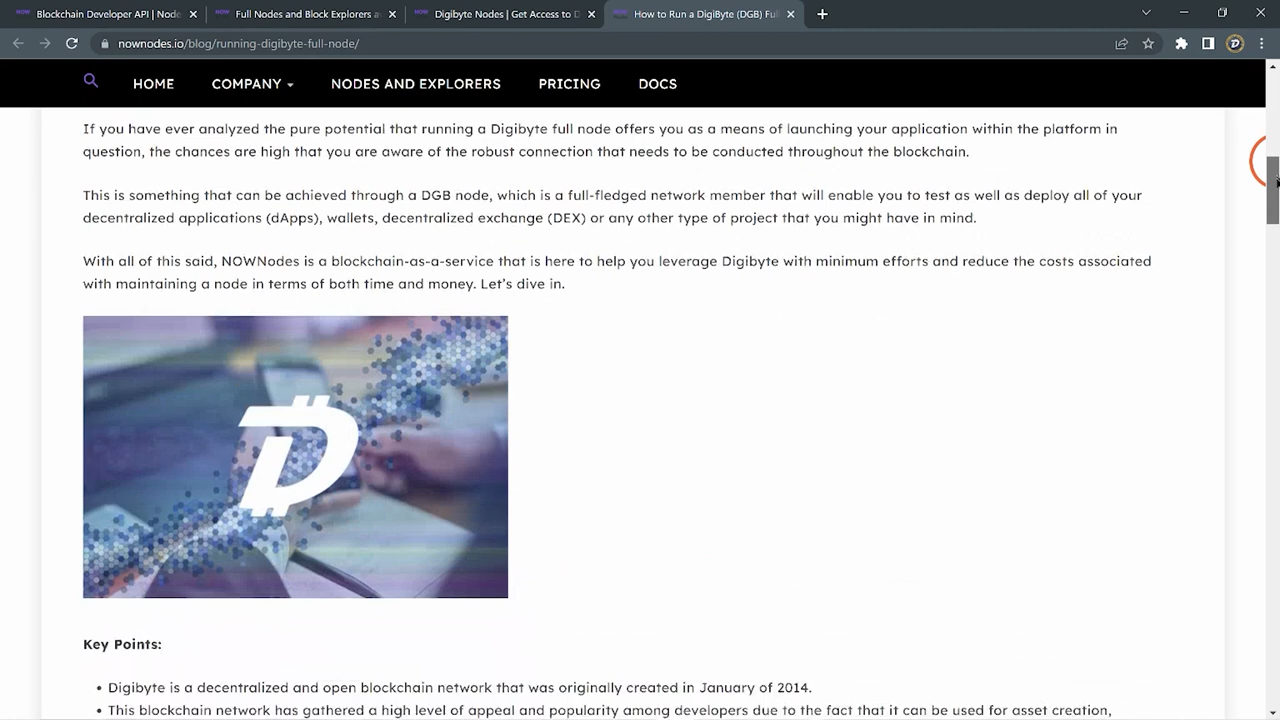 Blockchain Developer API | Node
Full Nodes and Block Explorers a
Digibyte Nodes | Get Access to D
How to Run a DigiByte (DGB) Ful
nownodes.io/blog/running-digibyte-full-node/
HOME
COMPANY
NODES AND EXPLORERS
PRICING
DOCS
If you have ever analyzed the pure potential that running a Digibyte full node offers you as a means of launching your application within the platform in
question, the chances are high that you are aware of the robust connection that needs to be conducted throughout the blockchain.
This is something that can be achieved through a DGB node, which is a full-fledged network member that will enable you to test as well as deploy all of your
decentralized applications (dApps), wallets, decentralized exchange (DEX) or any other type of project that you might have in mind.
With all of this said, NOWNodes is a blockchain-as-a-service that is here to help you leverage Digibyte with minimum efforts and reduce the costs associated
with maintaining a node in terms of both time and money. Let’s dive in.
Key Points:
• Digibyte is a decentralized and open blockchain network that was originally created in January of 2014.
• This blockchain network has gathered a high level of appeal and popularity among developers due to the fact that it can be used for asset creation,